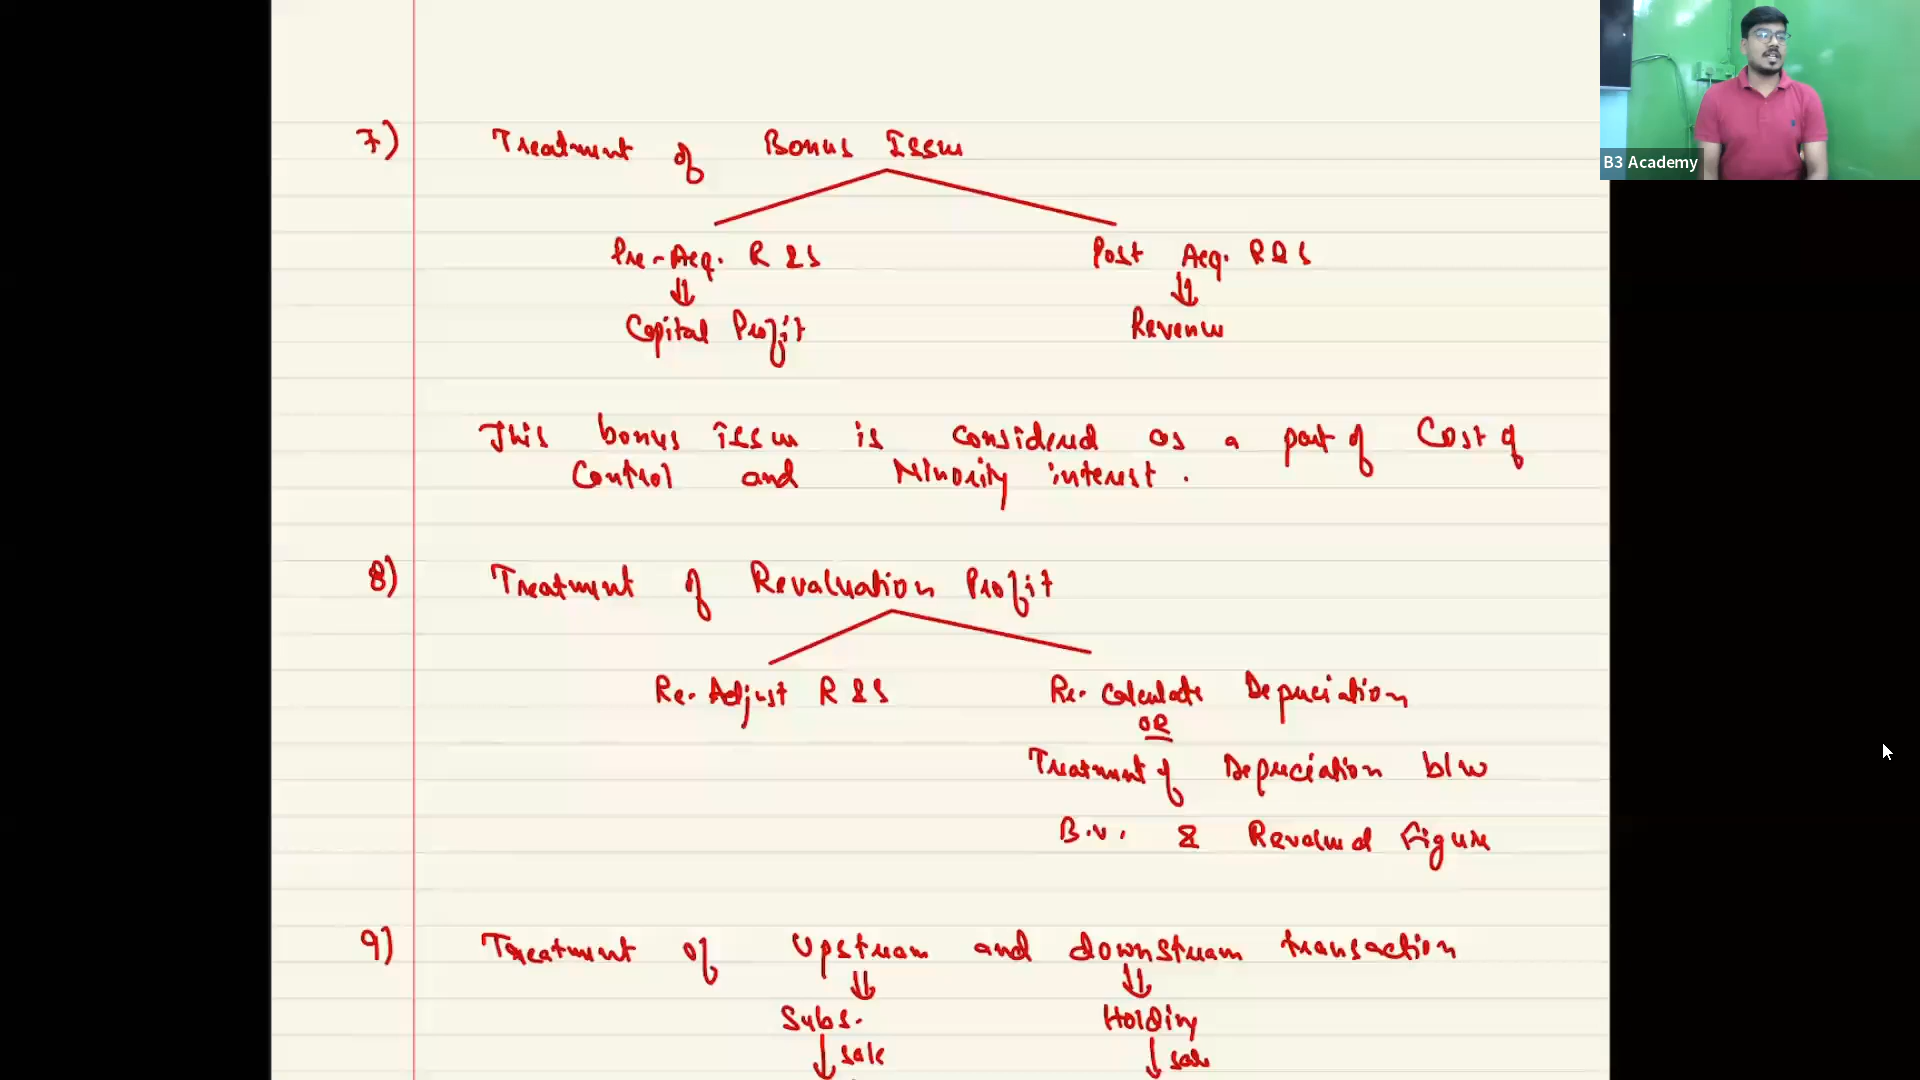 B3 Academy
7) Treatment of Bonus Issue
Pre-Acq. R&S Post Acq. R&S
Capital Profit Revenue
This bonus issue is considered as a part of Cost of
Control and Minority interest.
8) Treatment of Revaluation Profit
Re-Adjust R&S Re-calculate Depreciation
OR
Treatment of Depreciation b/w
B.V. & Revalued Figure
9) Treatment of Upstream and downstream transaction
Subs. Holding
sale sale